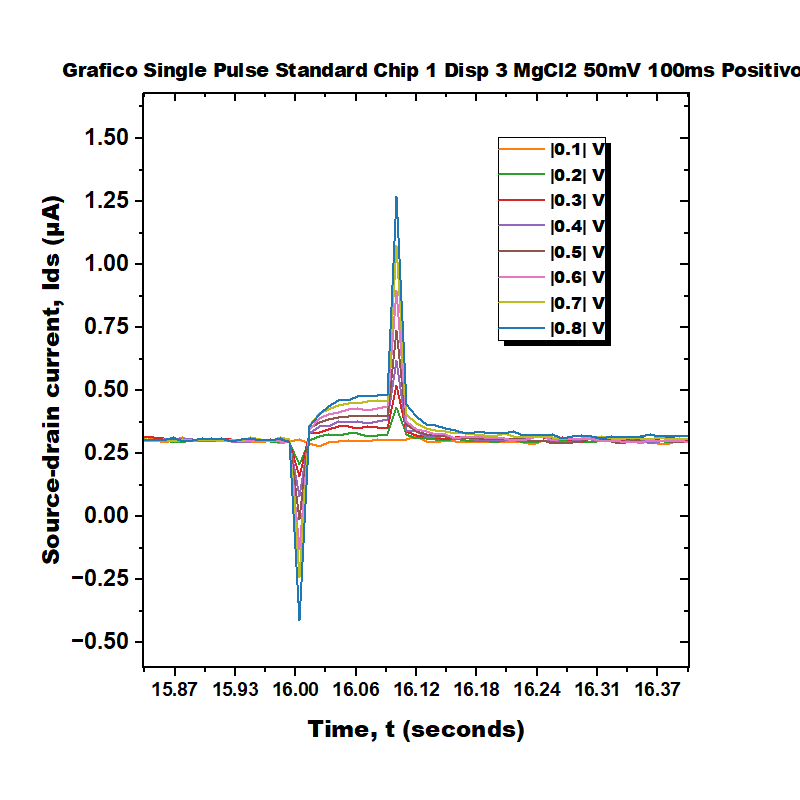 Grafico Single Pulse Standard Chip 1 Disp 3 MgCl2 50mV 100ms Positivo
1.50
1.25
1.00
0.75
0.50
0.25
0.00
−0.25
−0.50
Source-drain current, Ids (µA)
|0.1| V
|0.2| V
|0.3| V
|0.4| V
|0.5| V
|0.6| V
|0.7| V
|0.8| V
15.87 15.93 16.00 16.06 16.12 16.18 16.24 16.31 16.37
Time, t (seconds)